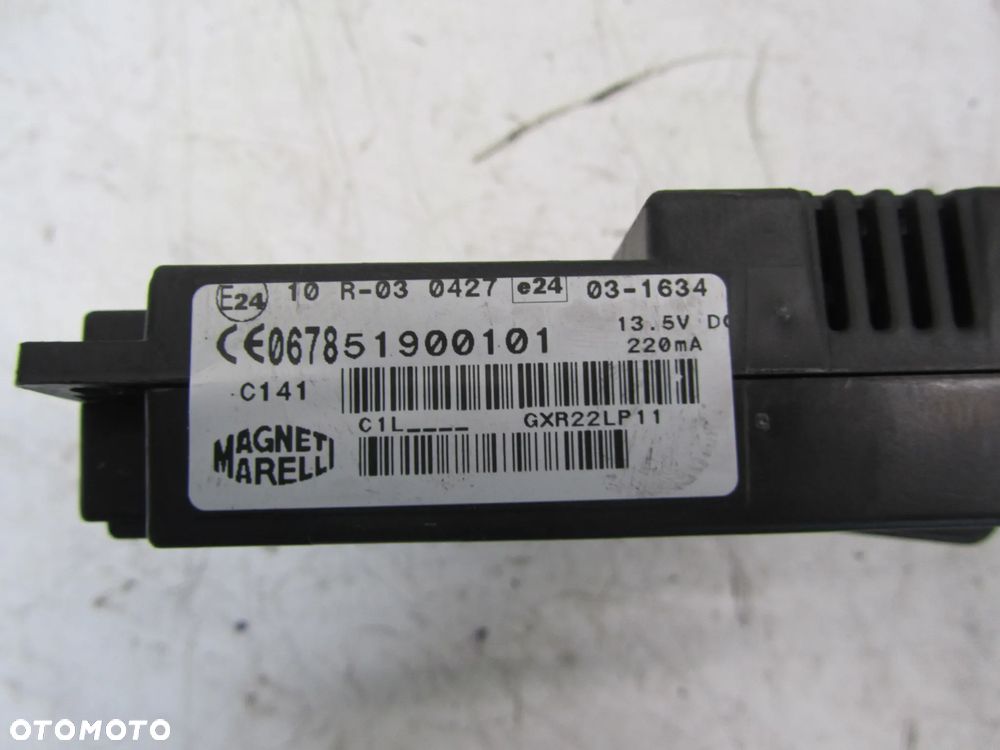 E24 10 R-03 0427 e24 03-1634
CE0678 51900101 13.5V DC
220mA
C141
C1L____ GXR22LP11
MAGNETI
MARELLI
OTOMOTO